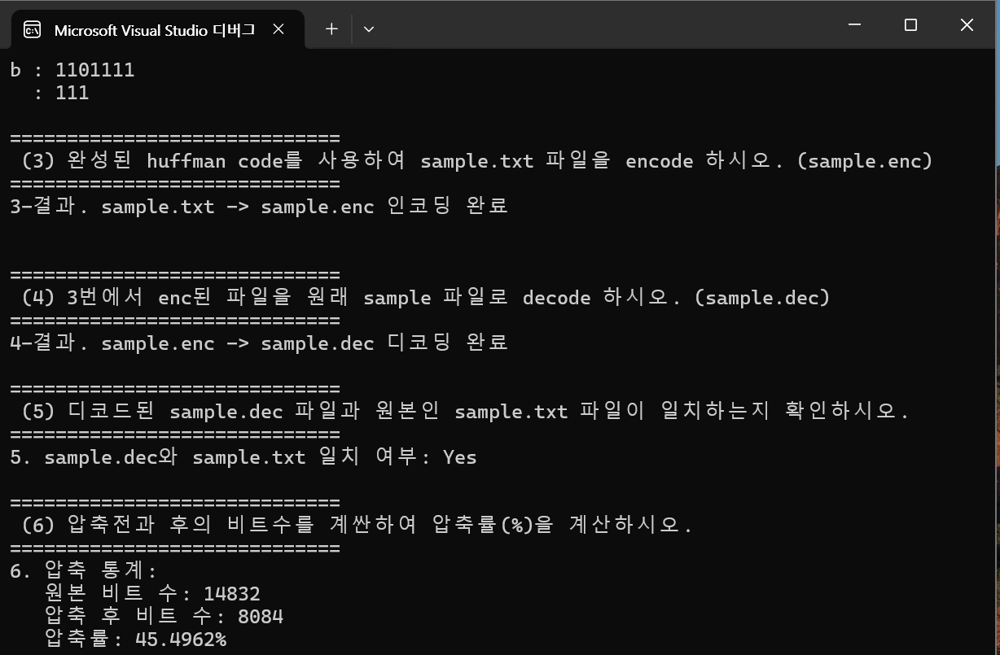 Microsoft Visual Studio 디버그
b : 1101111
  : 111
=============================
(3) 완성된 huffman code를 사용하여 sample.txt 파일을 encode 하시오. (sample.enc)
=============================
3-결과. sample.txt -> sample.enc 인코딩 완료
=============================
(4) 3번에서 enc된 파일을 원래 sample 파일로 decode 하시오. (sample.dec)
=============================
4-결과. sample.enc -> sample.dec 디코딩 완료
=============================
(5) 디코드된 sample.dec 파일과 원본인 sample.txt 파일이 일치하는지 확인하시오.
=============================
5. sample.dec와 sample.txt 일치 여부: Yes
=============================
(6) 압축전과 후의 비트수를 계싼하여 압축률(%)을 계산하시오.
=============================
6. 압축 통계:
원본 비트 수: 14832
압축 후 비트 수: 8084
압축률: 45.4962%